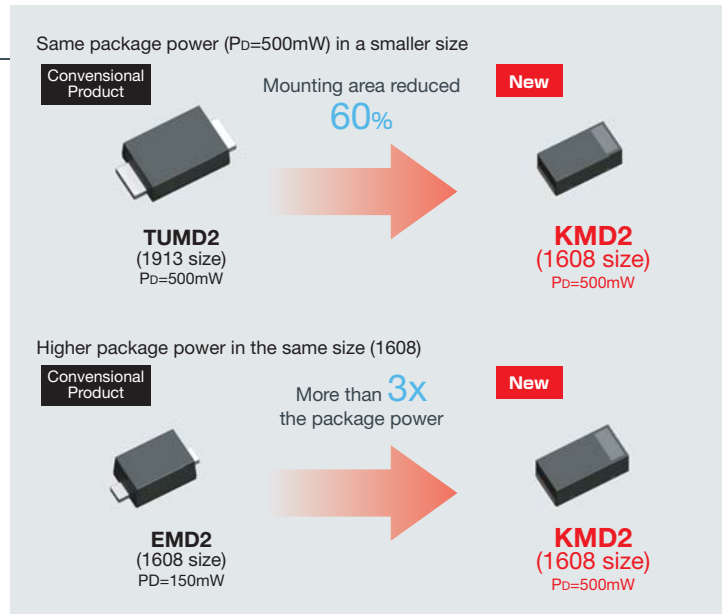 Same package power (PD=500mW) in a smaller size
Convensional
Product
Mounting area reduced
60%
New
TUMD2
(1913 size)
PD=500mW
KMD2
(1608 size)
PD=500mW
Higher package power in the same size (1608)
Convensional
Product
More than 3x
the package power
New
EMD2
(1608 size)
PD=150mW
KMD2
(1608 size)
PD=500mW